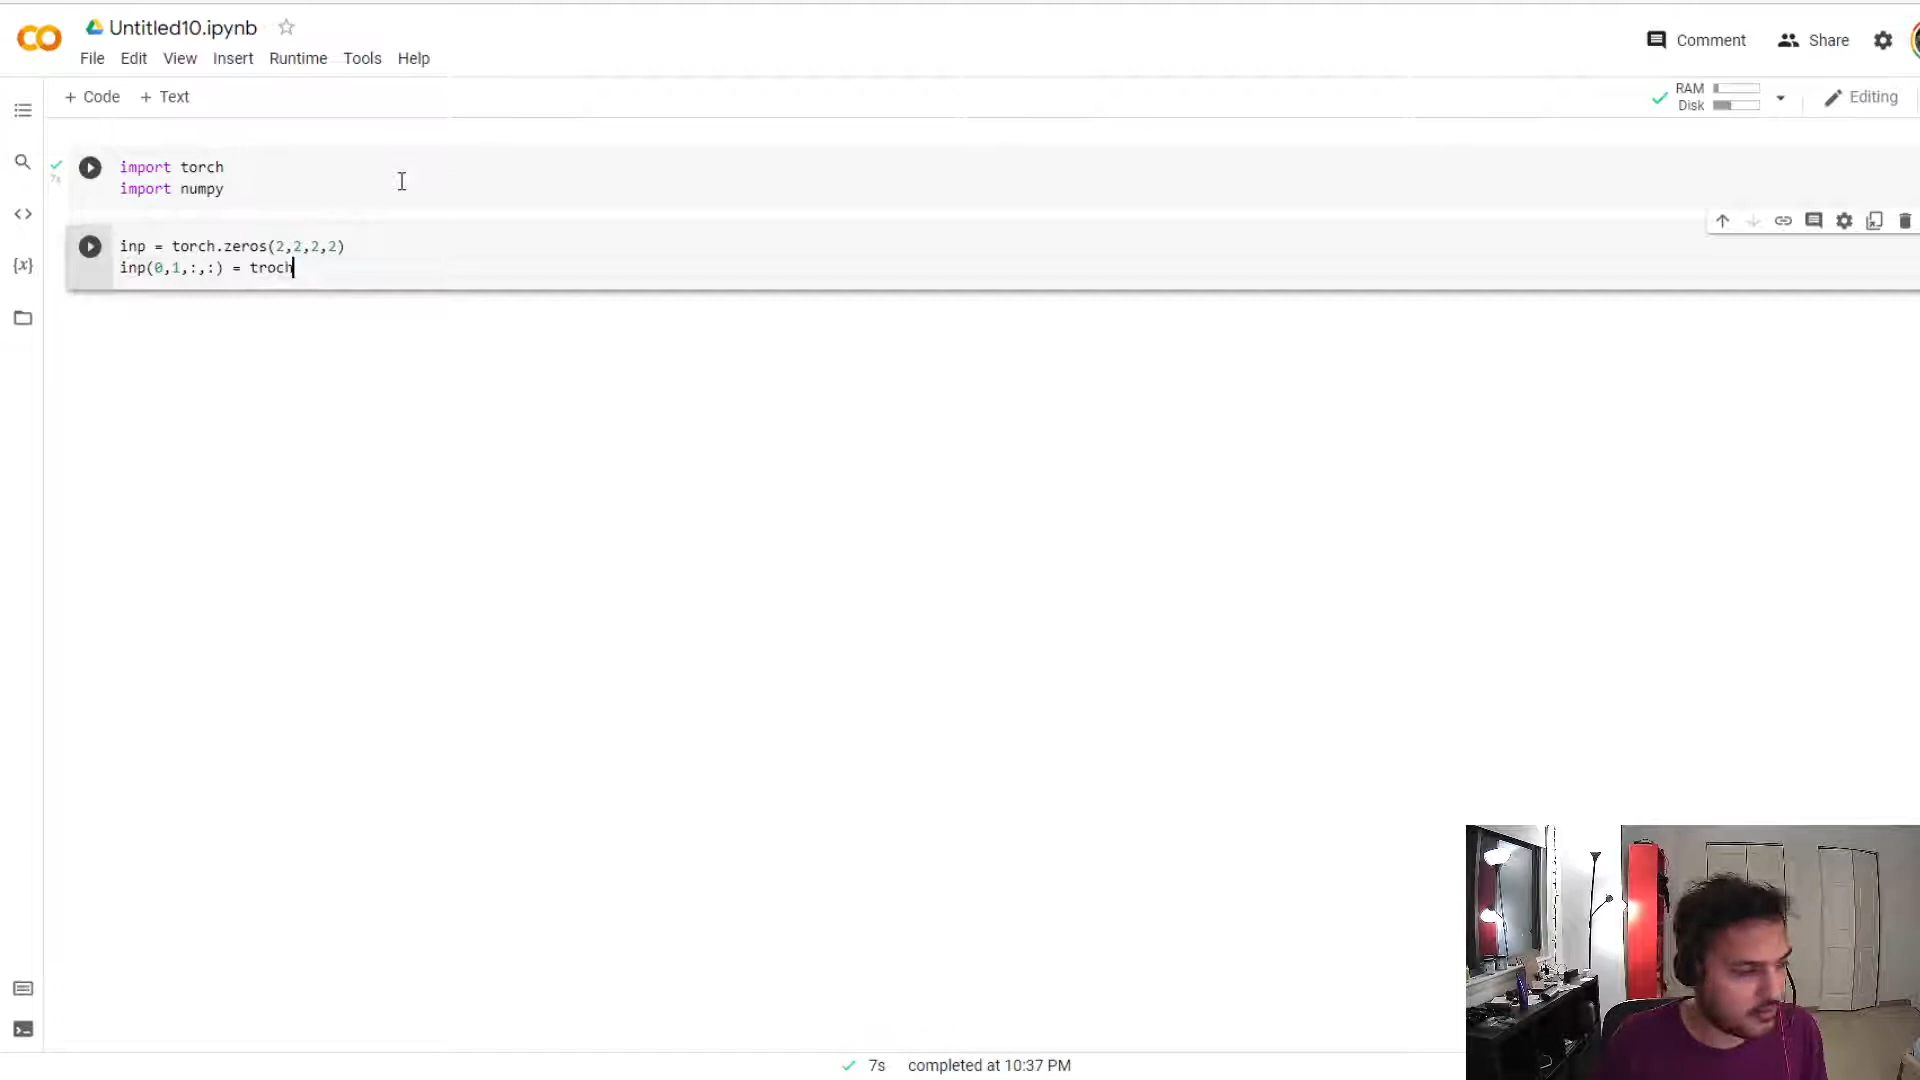 Untitled10.ipynb
File Edit View Insert Runtime Tools Help
Comment Share
+ Code + Text
RAM
Disk
Editing
7s
import torch
import numpy
inp = torch.zeros(2,2,2,2)
inp(0,1,:,:) = troch
{x}
7s completed at 10:37 PM